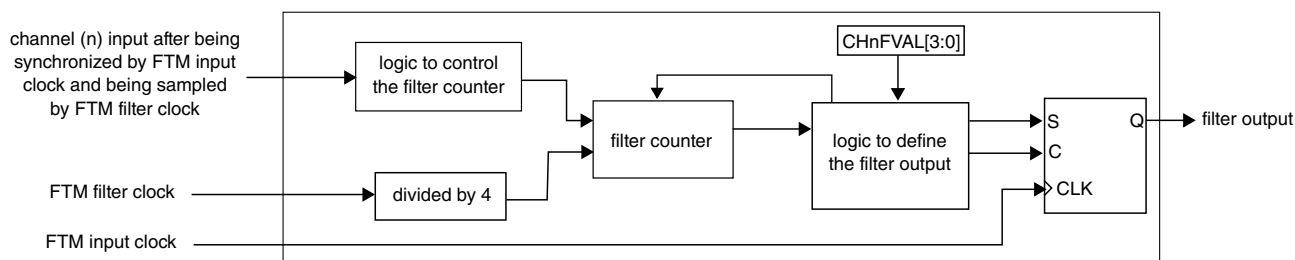 channel (n) input after being
synchronized by FTM input
clock and being sampled
by FTM filter clock
logic to control
the filter counter
CHnFVAL[3:0]
filter counter
logic to define
the filter output
S
Q
C
CLK
filter output
FTM filter clock
divided by 4
FTM input clock